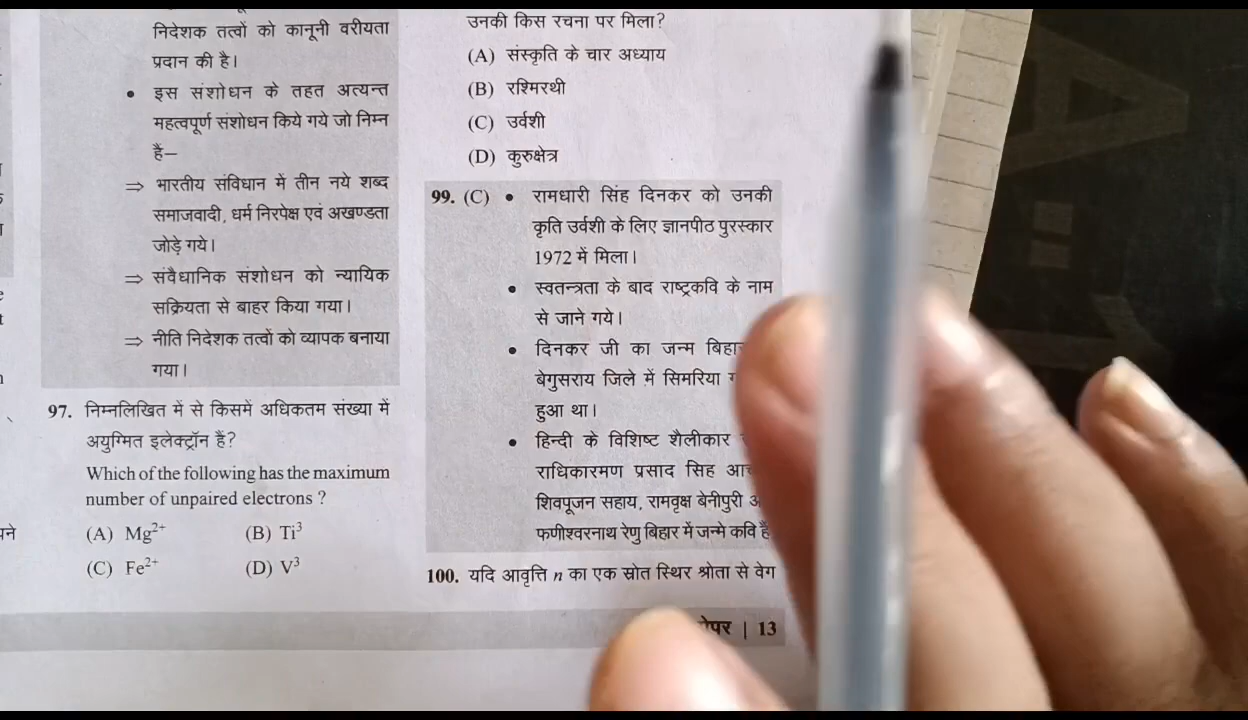 निदेशक तत्वों को कानूनी वरीयता
प्रदान की है।
• इस संशोधन के तहत अत्यन्त
महत्वपूर्ण संशोधन किये गये जो निम्न
हैं—
⇒ भारतीय संविधान में तीन नये शब्द
समाजवादी, धर्म निरपेक्ष एवं अखण्डता
जोड़े गये।
⇒ संवैधानिक संशोधन को न्यायिक
सक्रियता से बाहर किया गया।
⇒ नीति निदेशक तत्वों को व्यापक बनाया
गया।
97. निम्नलिखित में से किसमें अधिकतम संख्या में
अयुग्मित इलेक्ट्रॉन हैं?
Which of the following has the maximum
number of unpaired electrons ?
(A) Mg²⁺ (B) Ti³
(C) Fe²⁺ (D) V³
उनकी किस रचना पर मिला?
(A) संस्कृति के चार अध्याय
(B) रश्मिरथी
(C) उर्वशी
(D) कुरुक्षेत्र
99. (C) • रामधारी सिंह दिनकर को उनकी
कृति उर्वशी के लिए ज्ञानपीठ पुरस्कार
1972 में मिला।
• स्वतन्त्रता के बाद राष्ट्रकवि के नाम
से जाने गये।
• दिनकर जी का जन्म
बेगुसराय जिले में सिमरिया
हुआ था।
• हिन्दी के विशिष्ट शैलीकार
राधिकारमण प्रसाद सिह
शिवपूजन सहाय, रामवृक्ष बेनीपुरी
फणीश्वरनाथ रेणु बिहार में जन्मे कवि हैं
100. यदि आवृत्ति n का एक स्रोत स्थिर श्रोता से वेग
| 13